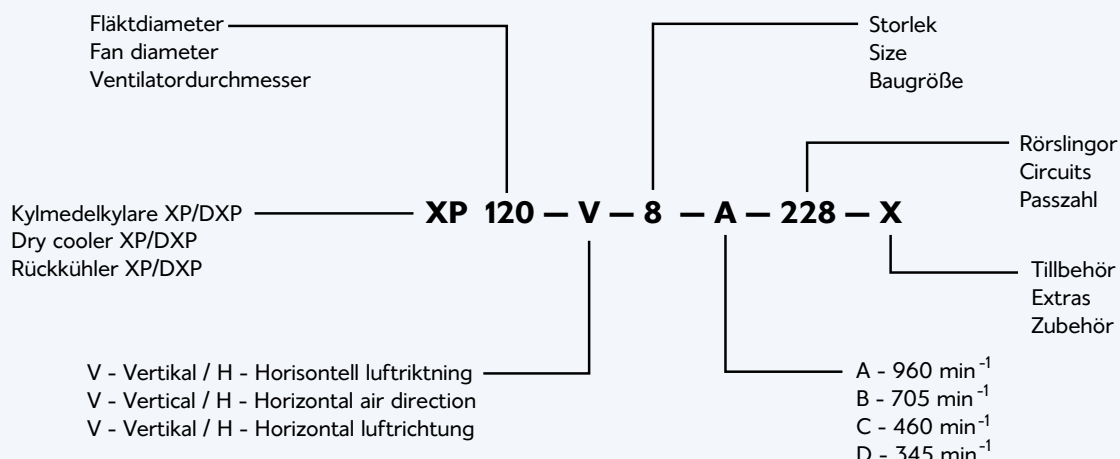 Fläktdiameter
Fan diameter
Ventilatordurchmesser
Storlek
Size
Baugröße
Rörslingor
Circuits
Passzahl
Kylmedelkylare XP/DXP
Dry cooler XP/DXP
Rückkühler XP/DXP
XP 120 – V – 8 – A – 228 – X
Tillbehör
Extras
Zubehör
V - Vertikal / H - Horisontell luftriktning
V - Vertical / H - Horizontal air direction
V - Vertikal / H - Horizontal luftrichtung
A - 960 min⁻¹
B - 705 min⁻¹
C - 460 min⁻¹
D - 345 min⁻¹